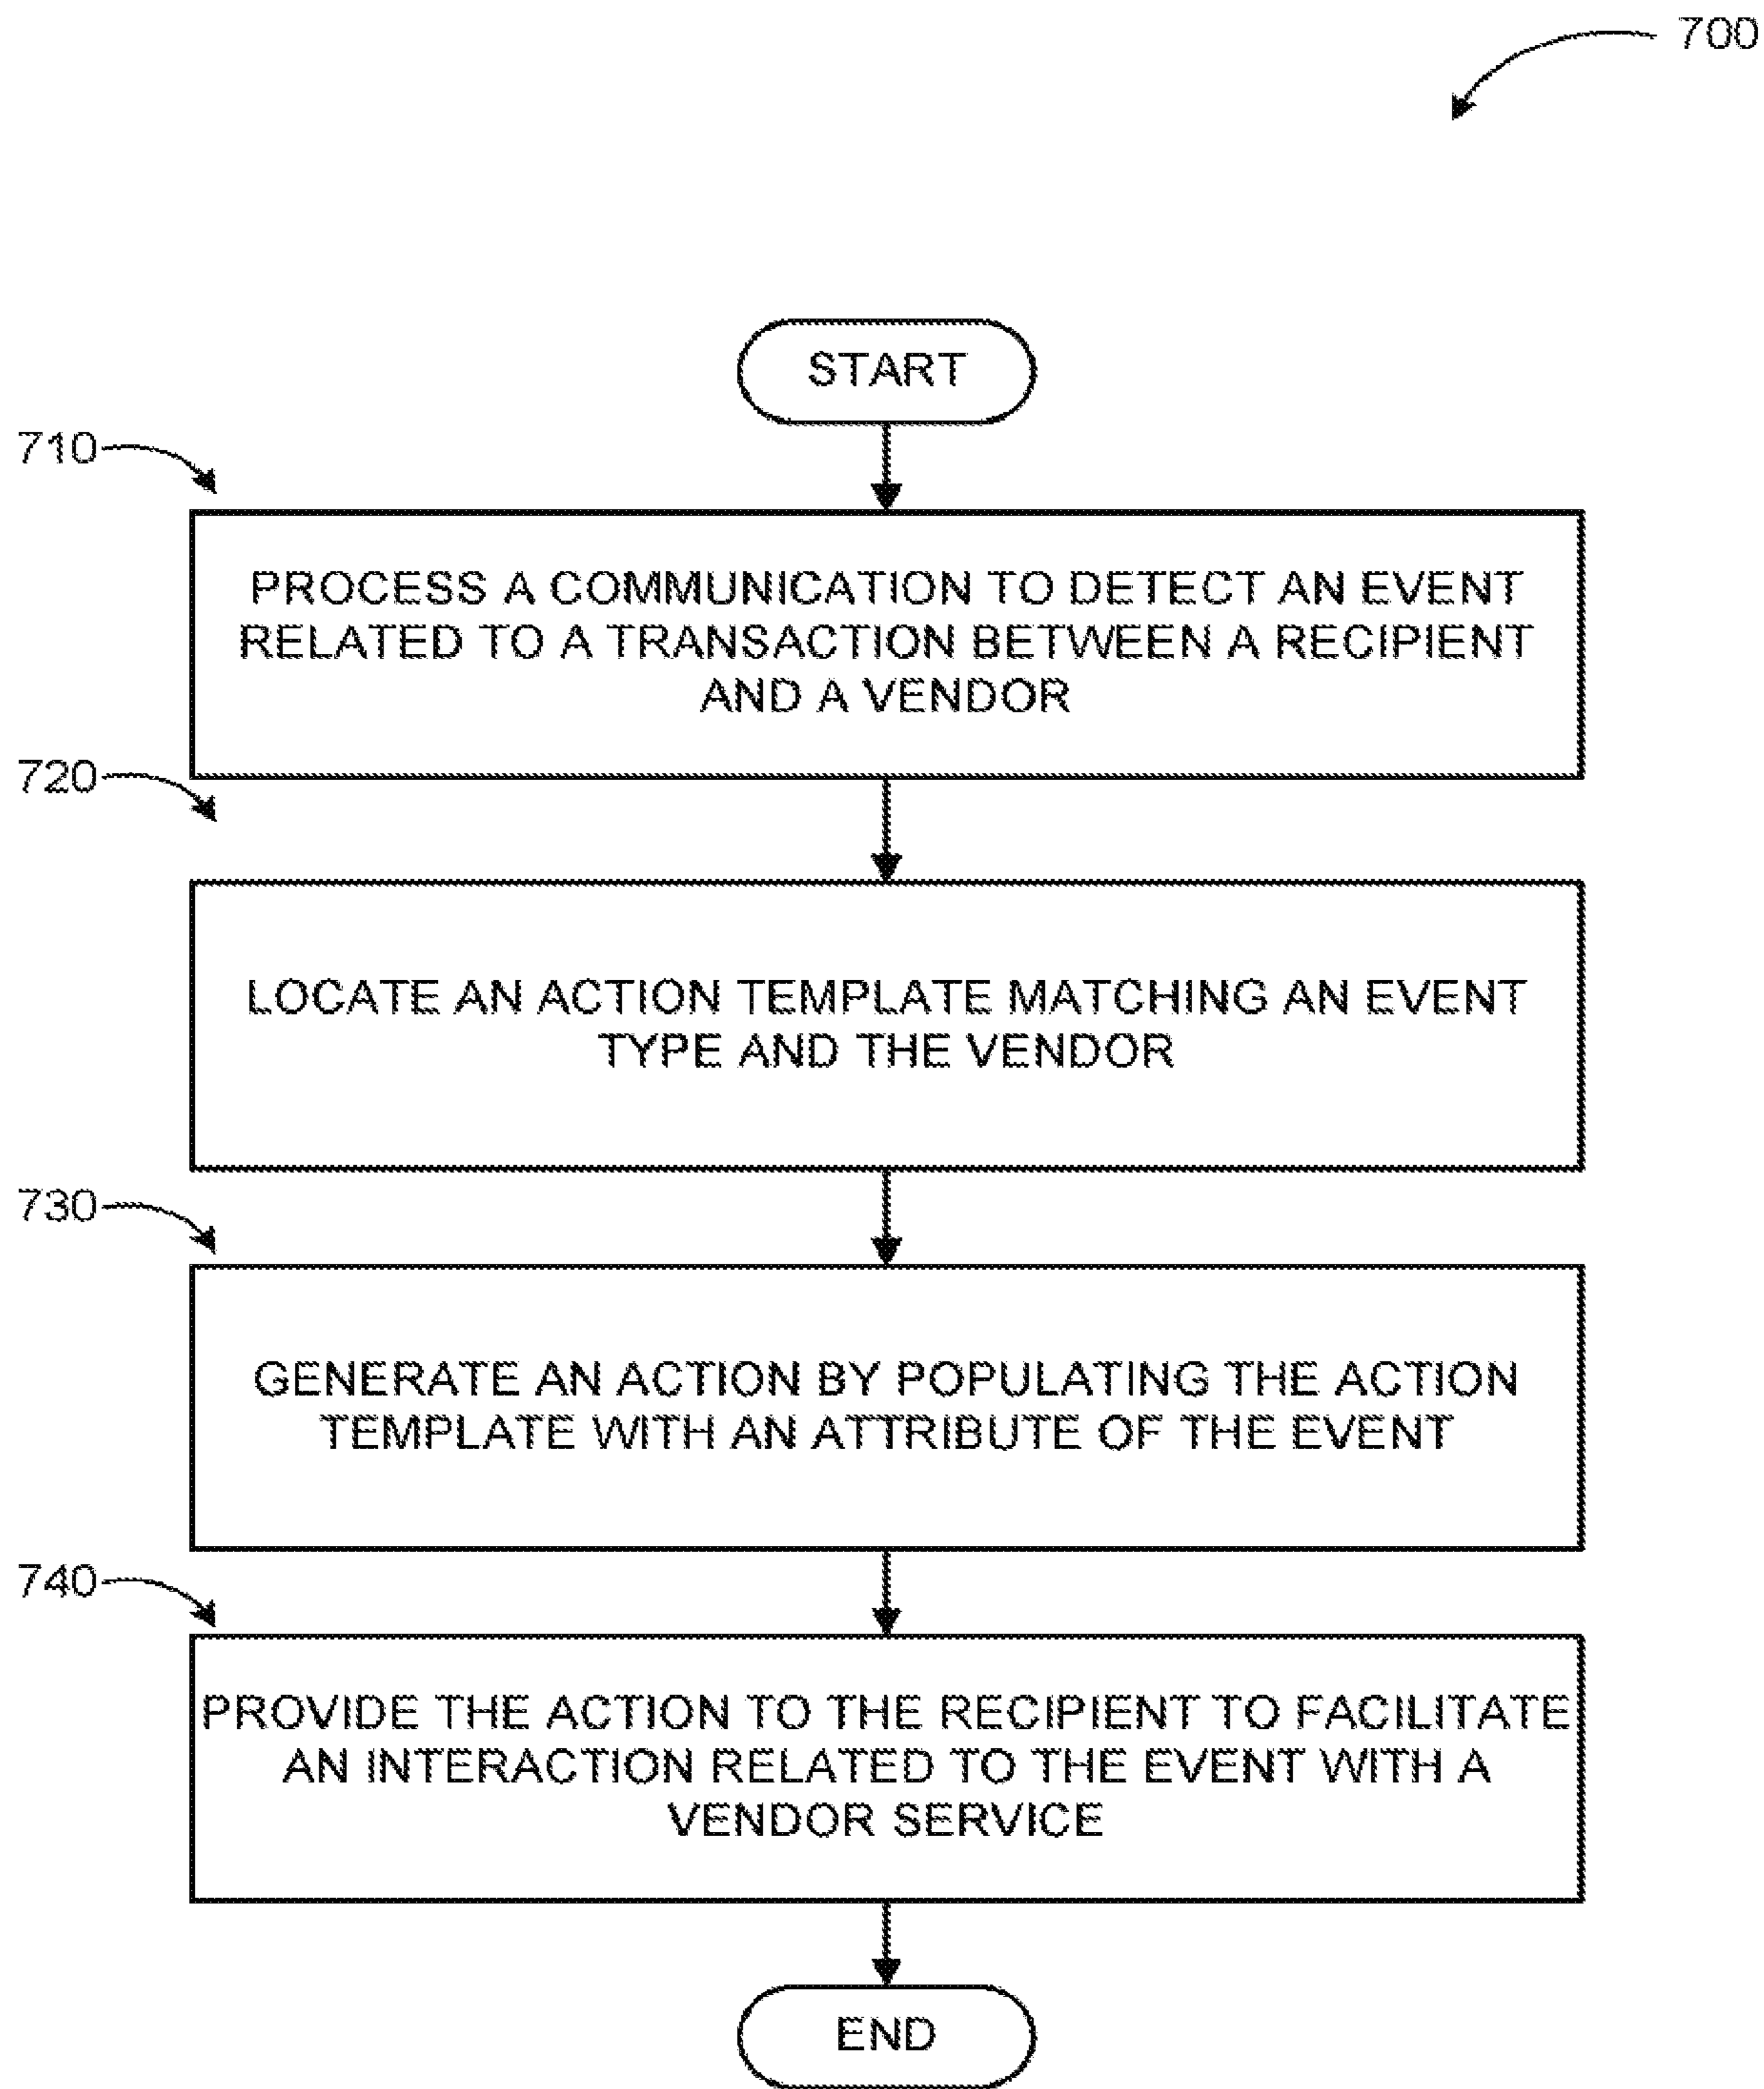 700
START
710
PROCESS A COMMUNICATION TO DETECT AN EVENT
RELATED TO A TRANSACTION BETWEEN A RECIPIENT
AND A VENDOR
720
LOCATE AN ACTION TEMPLATE MATCHING AN EVENT
TYPE AND THE VENDOR
730
GENERATE AN ACTION BY POPULATING THE ACTION
TEMPLATE WITH AN ATTRIBUTE OF THE EVENT
740
PROVIDE THE ACTION TO THE RECIPIENT TO FACILITATE
AN INTERACTION RELATED TO THE EVENT WITH A
VENDOR SERVICE
END